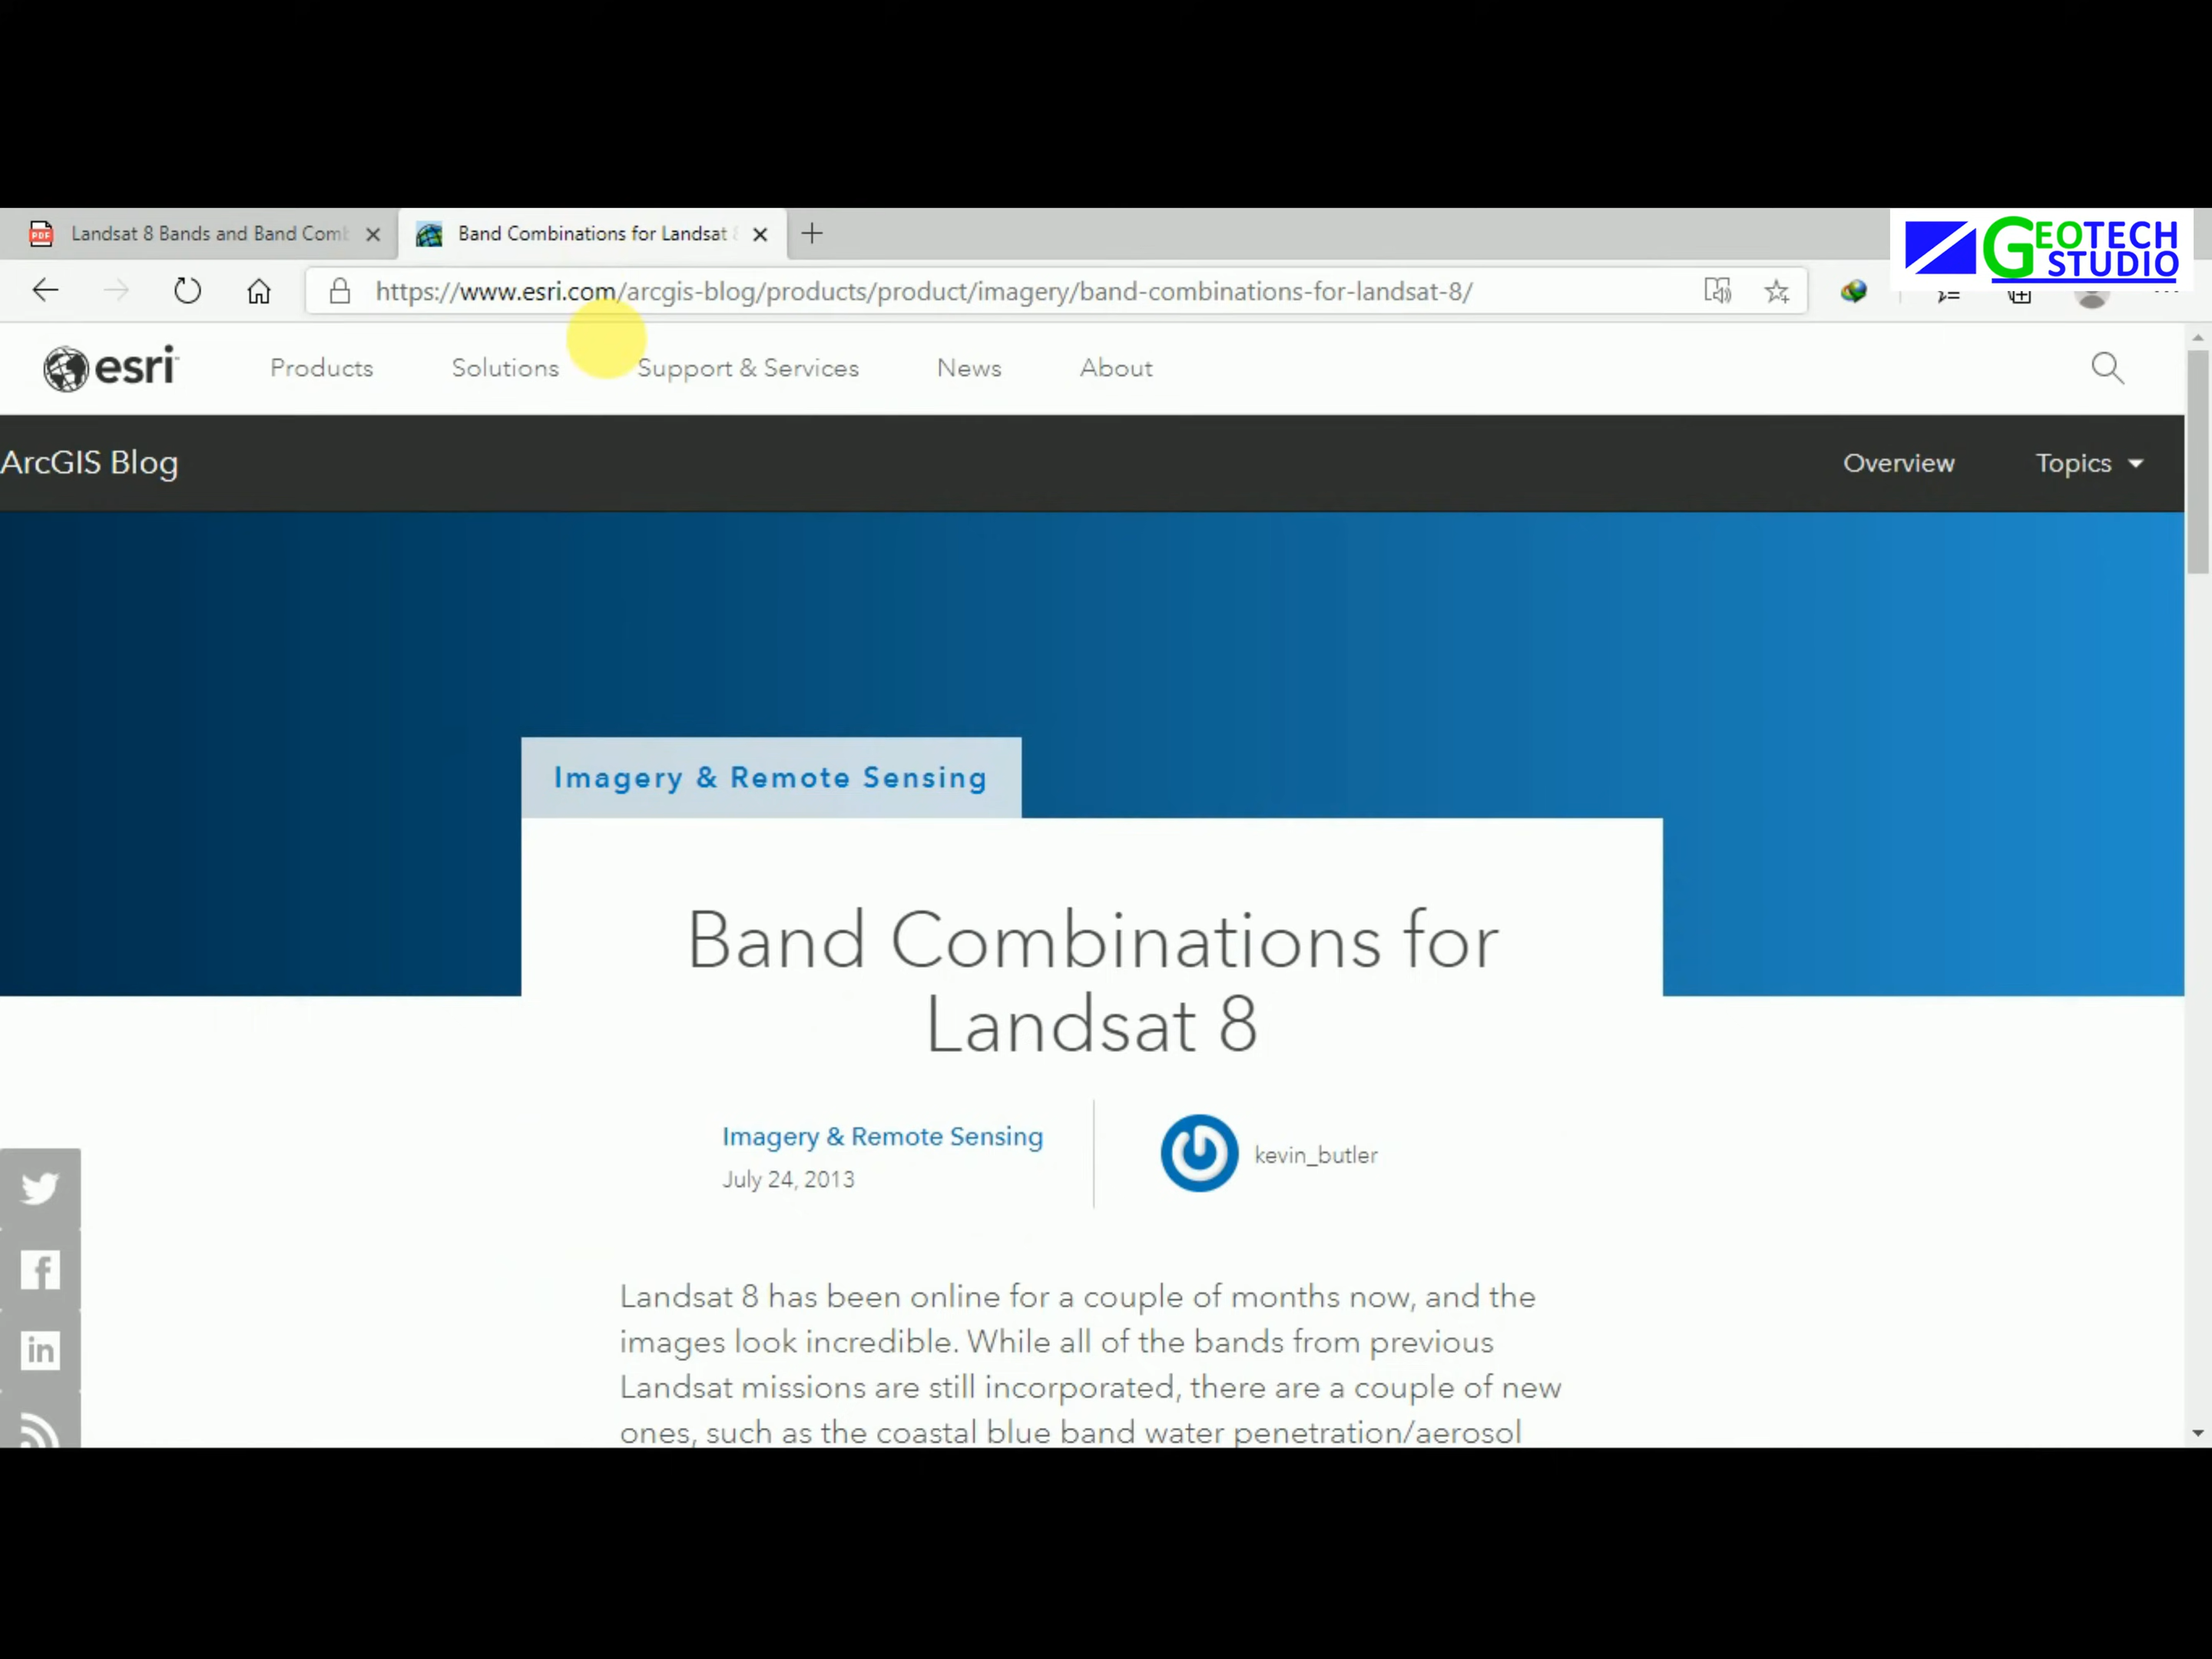 Landsat 8 Bands and Band Comb
Band Combinations for Landsat 8
GEOTECH
STUDIO
https://www.esri.com/arcgis-blog/products/product/imagery/band-combinations-for-landsat-8/
esri
Products
Solutions
Support & Services
News
About
ArcGIS Blog
Overview
Topics
Imagery & Remote Sensing
Band Combinations for
Landsat 8
Imagery & Remote Sensing
July 24, 2013
kevin_butler
Landsat 8 has been online for a couple of months now, and the
images look incredible. While all of the bands from previous
Landsat missions are still incorporated, there are a couple of new
ones, such as the coastal blue band water penetration/aerosol